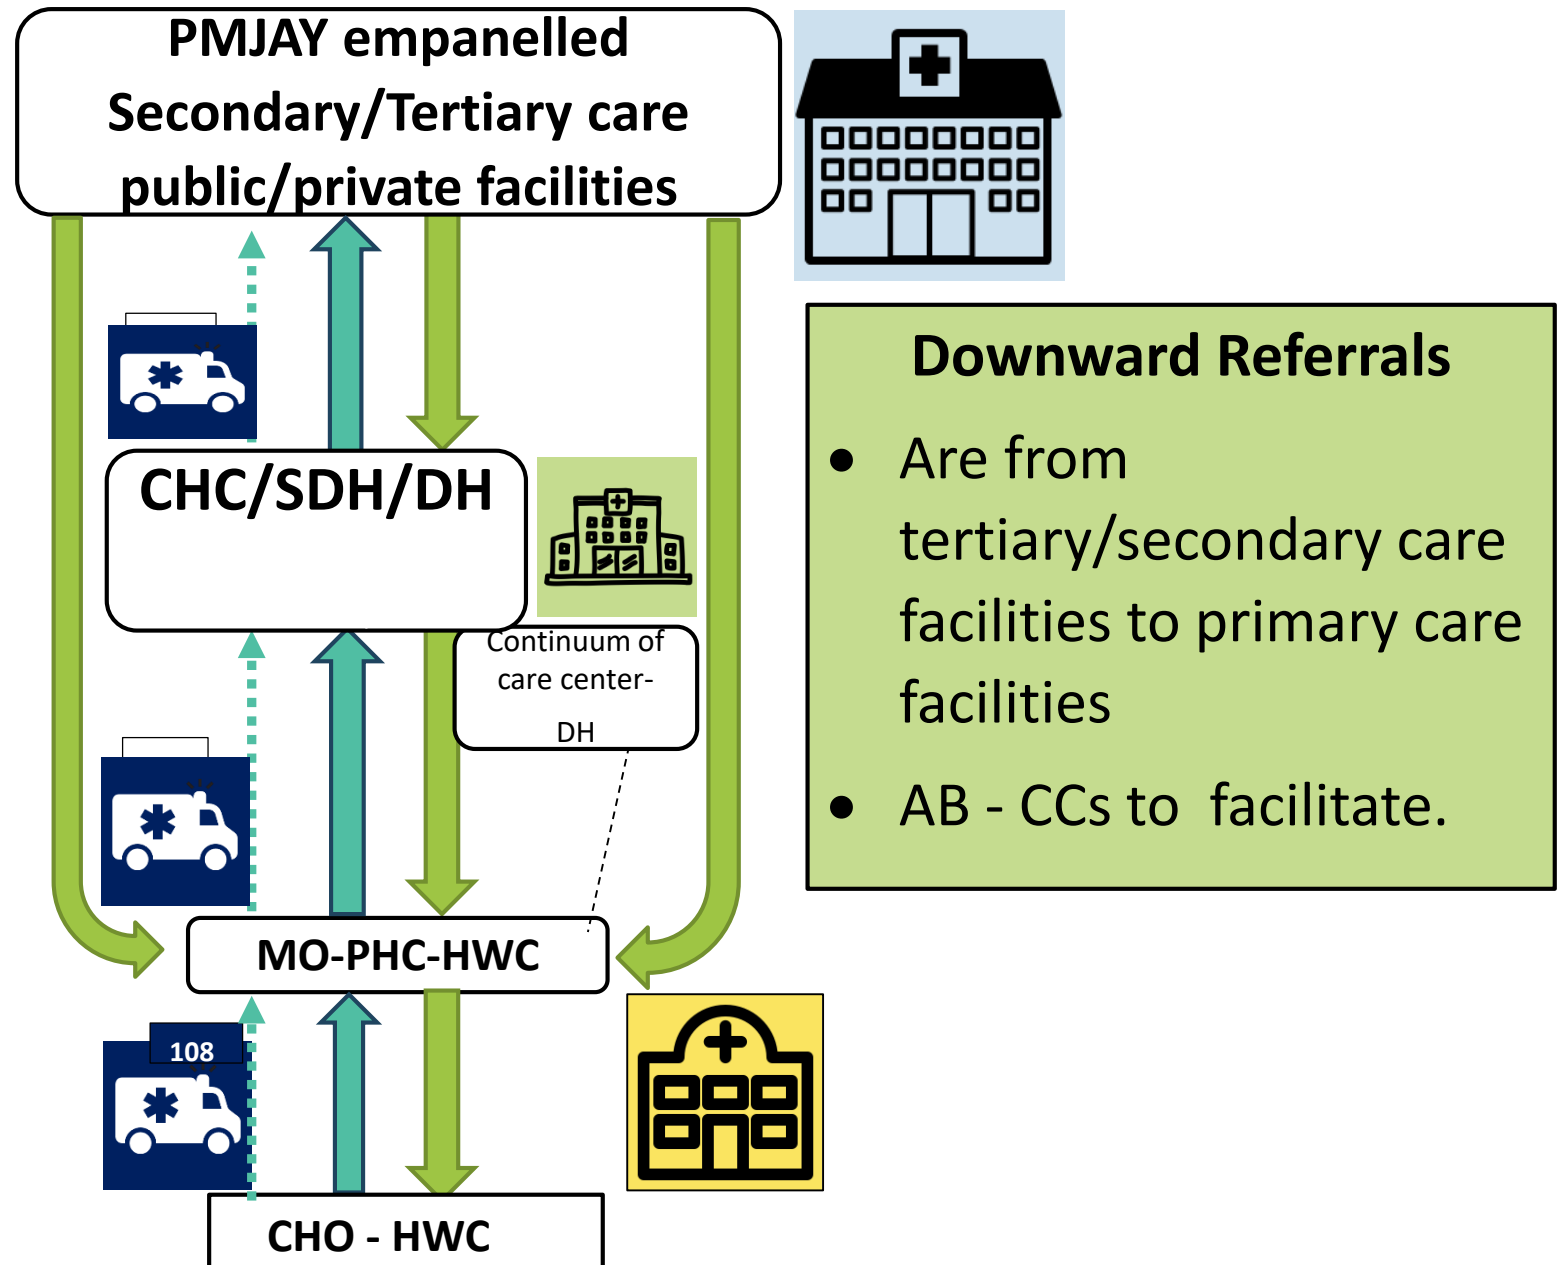 PMJAY empanelled
Secondary/Tertiary care
public/private facilities
CHC/SDH/DH
Continuum of
care center-
DH
MO-PHC-HWC
108
CHO - HWC
Downward Referrals
• Are from
tertiary/secondary care
facilities to primary care
facilities
• AB - CCs to  facilitate.